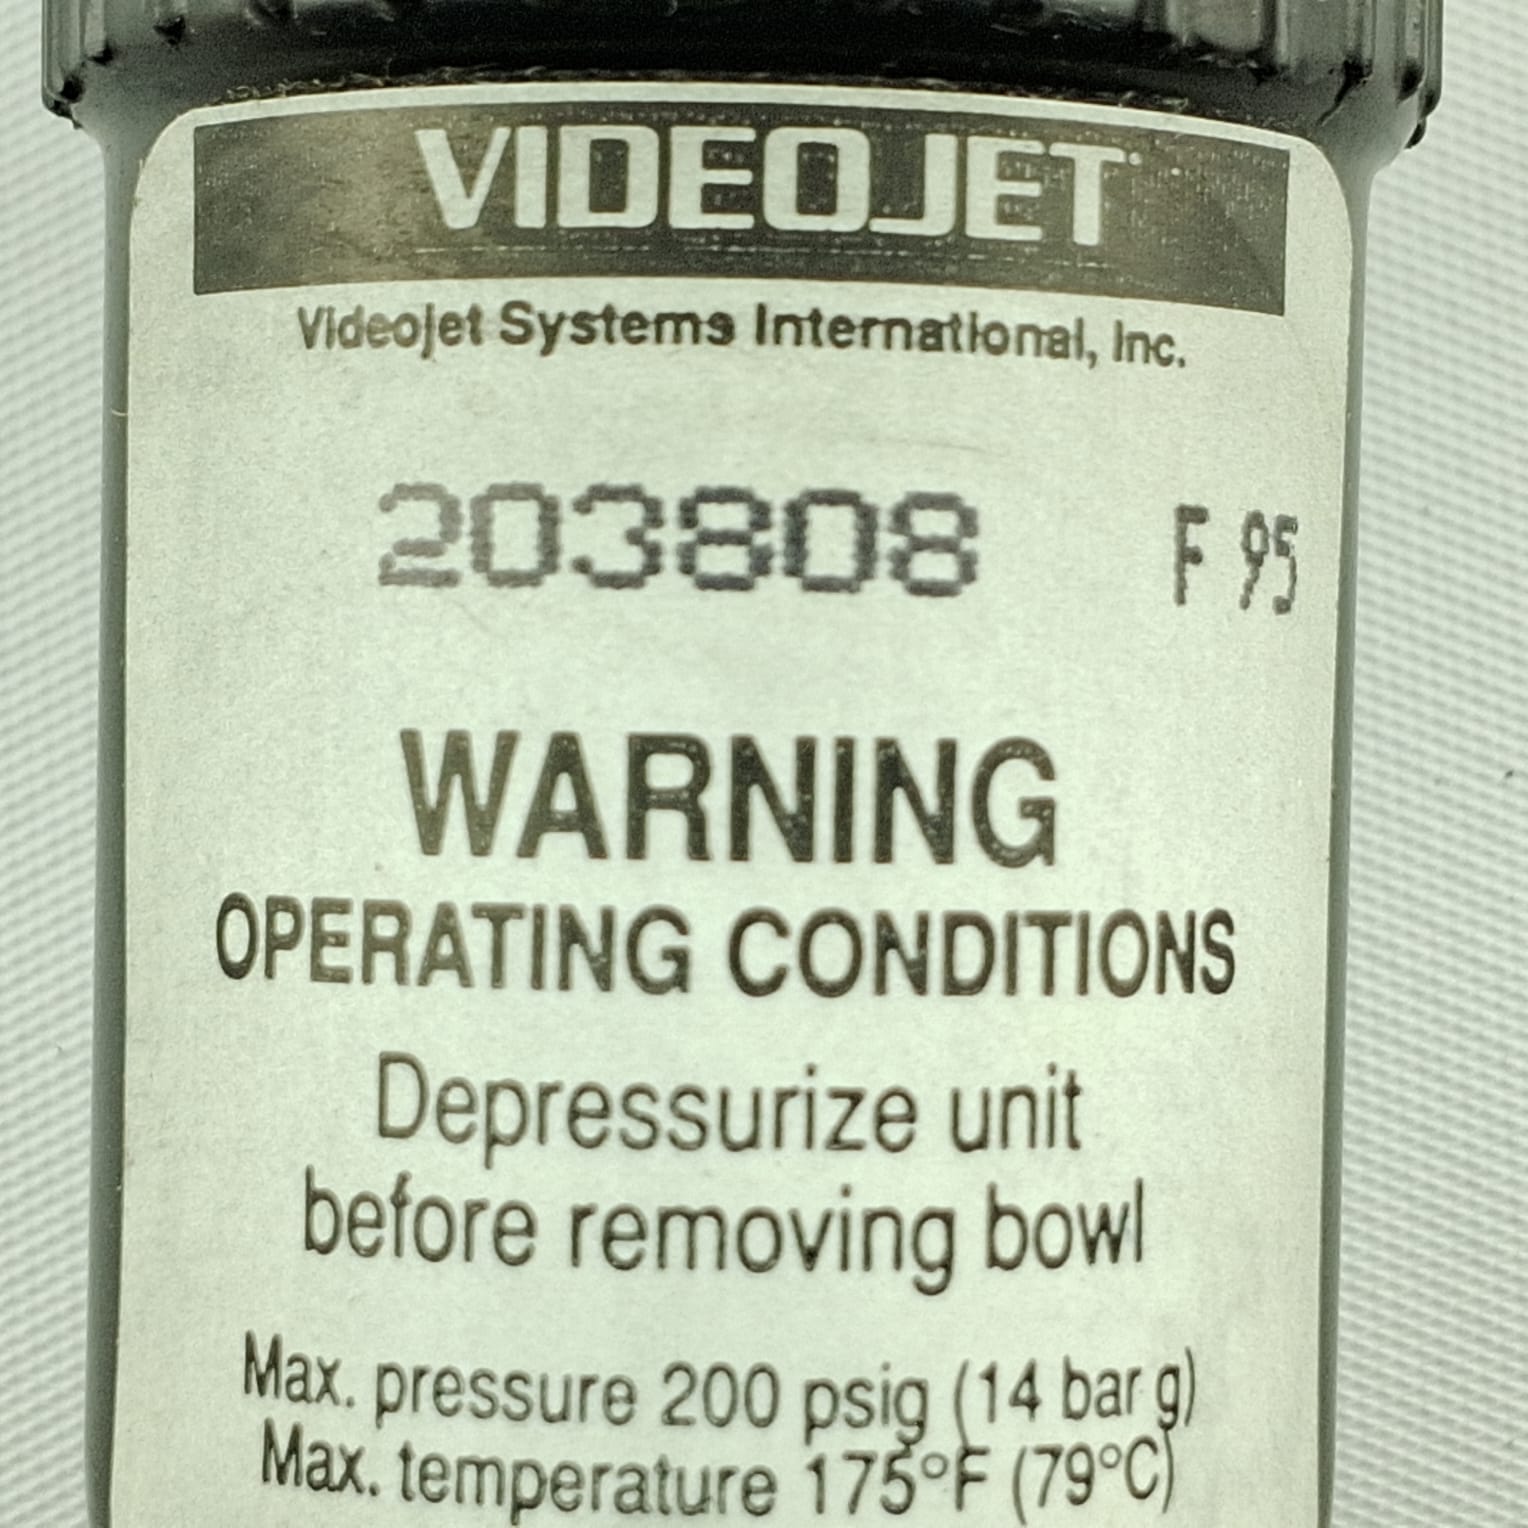 VIDEOJET
Videojet Systems International, Inc.
203808 F 95
WARNING
OPERATING CONDITIONS
Depressurize unit
before removing bowl
Max. pressure 200 psig (14 bar g)
Max. temperature 175°F (79°C)